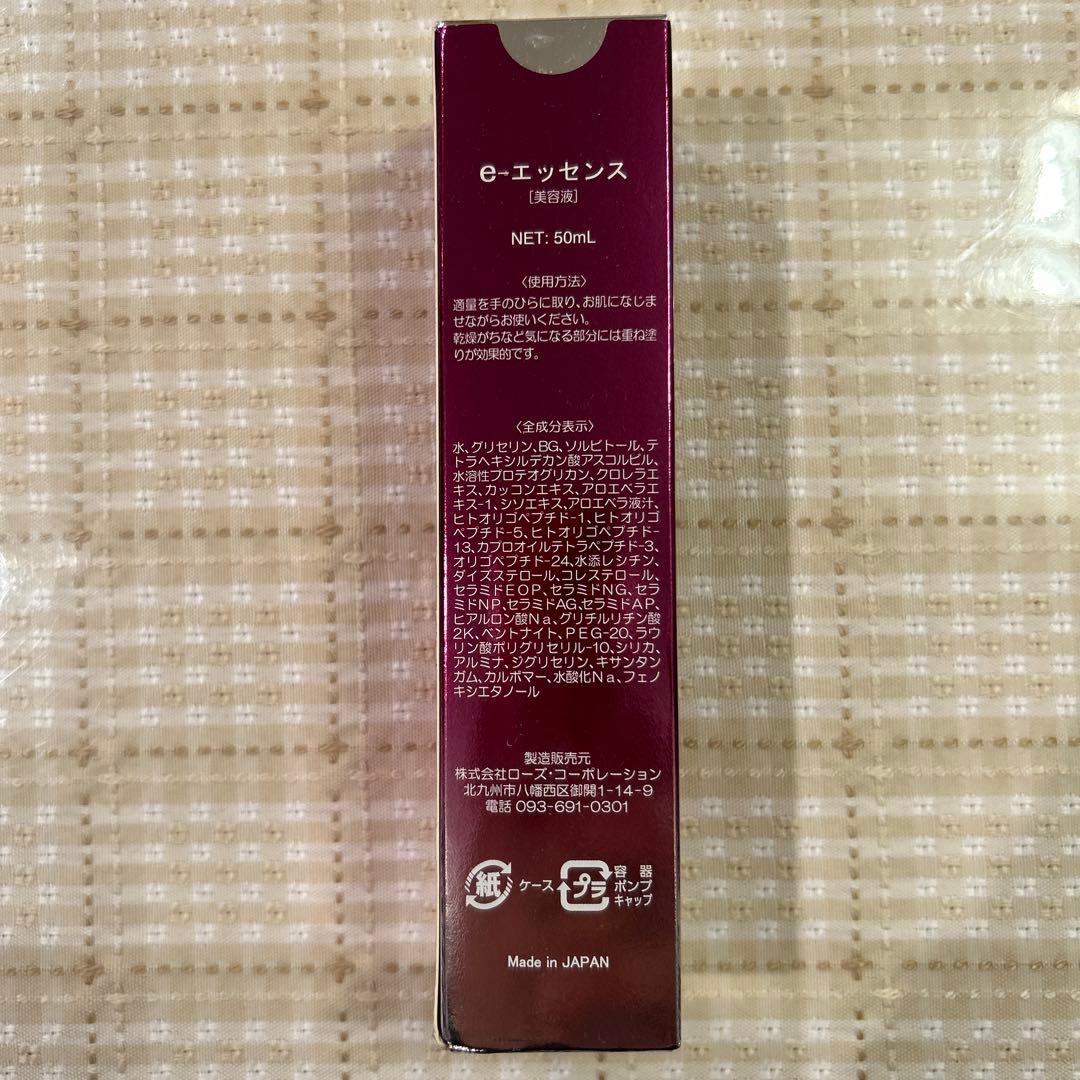 e-エッセンス
[美容液]
NET: 50mL
〈使用方法〉
適量を手のひらに取り、お肌になじま
せながらお使いください。
乾燥がちなど気になる部分には重ね塗
りが効果的です。
〈全成分表示〉
水、グリセリン、BG、ソルビトール、テ
トラヘキシルデカン酸アスコルビル、
水溶性プロテオグリカン、クロレラエ
キス、カッコンエキス、アロエベラエ
キス-1、シソエキス、アロエベラ液汁、
ヒトオリゴペプチド-1、ヒトオリゴ
ペプチド-5、ヒトオリゴペプチド-
13、カプロオイルテトラペプチド-3、
オリゴペプチド-24、水添レシチン、
ダイズステロール、コレステロール、
セラミドEOP、セラミドNG、セラ
ミドNP、セラミドAG、セラミドAP、
ヒアルロン酸Na、グリチルリチン酸
2K、ベントナイト、PEG-20、ラウ
リン酸ポリグリセリル-10、シリカ、
アルミナ、ジグリセリン、キサンタン
ガム、カルボマー、水酸化Na、フェノ
キシエタノール
製造販売元
株式会社ローズ・コーポレーション
北九州市八幡西区御開1-14-9
電話 093-691-0301
紙 ケース プラ 容器
ポンプ
キャップ
Made in JAPAN